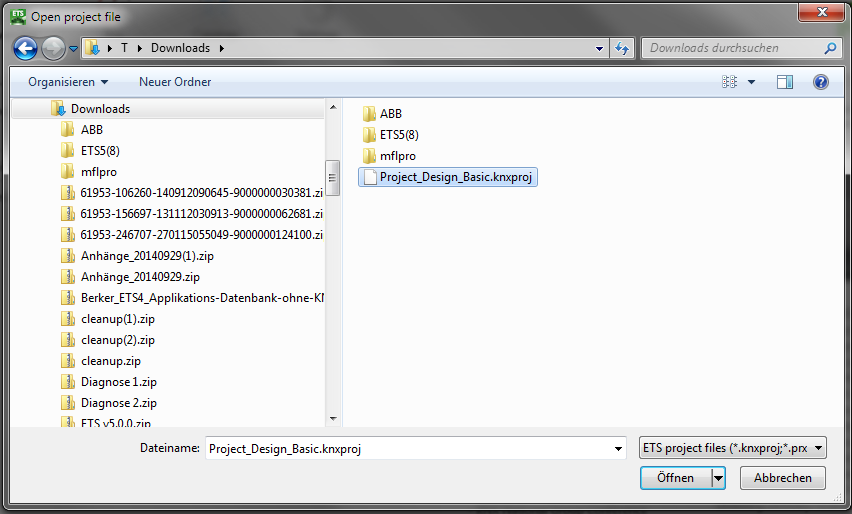 ETS
Open project file
T Downloads
Downloads durchsuchen
Organisieren
Neuer Ordner
Downloads
ABB
ETS5(8)
mflpro
61953-106260-140912090645-9000000030381.zi
61953-156697-131112030913-9000000062681.zi
61953-246707-270115055049-9000000124100.zi
Anhänge_20140929(1).zip
Anhänge_20140929.zip
Berker_ETS4_Applikations-Datenbank-ohne-KN
cleanup(1).zip
cleanup(2).zip
cleanup.zip
Diagnose 1.zip
Diagnose 2.zip
ETS v5.0.0.zip
ABB
ETS5(8)
mflpro
Project_Design_Basic.knxproj
Dateiname: Project_Design_Basic.knxproj
ETS project files (*.knxproj;*.prx
Öffnen
Abbrechen